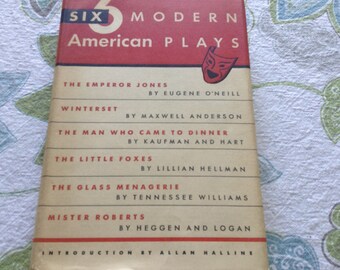 SIX 6 MODERN
American PLAYS
THE EMPEROR JONES
BY EUGENE O'NEILL
WINTERSET
BY MAXWELL ANDERSON
THE MAN WHO CAME TO DINNER
BY KAUFMAN AND HART
THE LITTLE FOXES
BY LILLIAN HELLMAN
THE GLASS MENAGERIE
BY TENNESSEE WILLIAMS
MISTER ROBERTS
BY HEGGEN AND LOGAN
INTRODUCTION BY ALLAN HALLINE